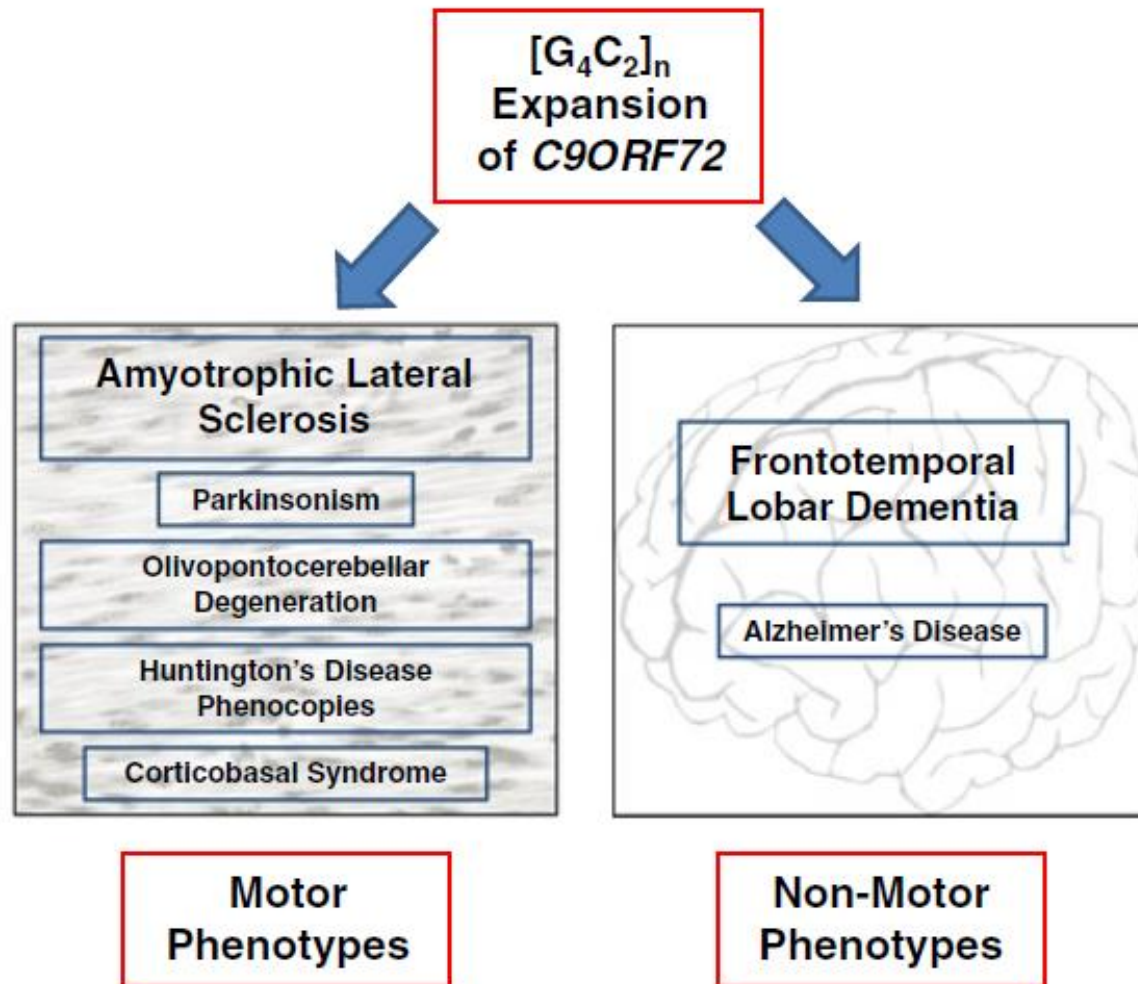 [G₄C₂]ₙ
Expansion
of C9ORF72
Amyotrophic Lateral
Sclerosis
Parkinsonism
Olivopontocerebellar
Degeneration
Huntington’s Disease
Phenocopies
Corticobasal Syndrome
Motor
Phenotypes
Frontotemporal
Lobar Dementia
Alzheimer’s Disease
Non-Motor
Phenotypes